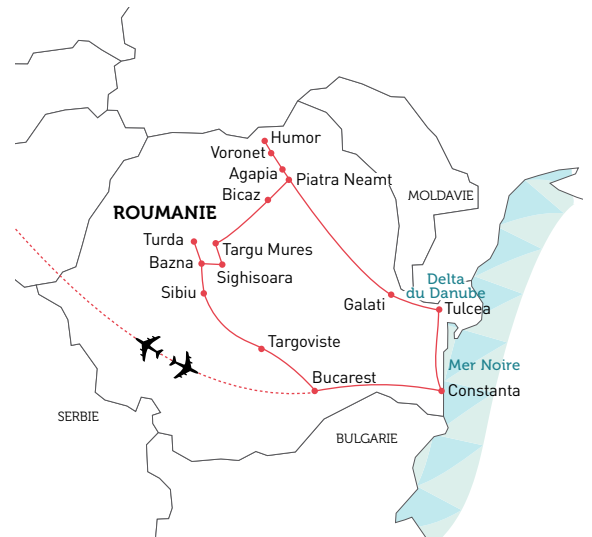 Humor
Voronet
Agapia
Piatra Neamt
Bicaz
MOLDAVIE
ROUMANIE
Turda
Targu Mures
Bazna
Sighisoara
Sibiu
Delta
du Danube
Galati
Tulcea
Targoviste
Mer Noire
Bucarest
Constanta
SERBIE
BULGARIE